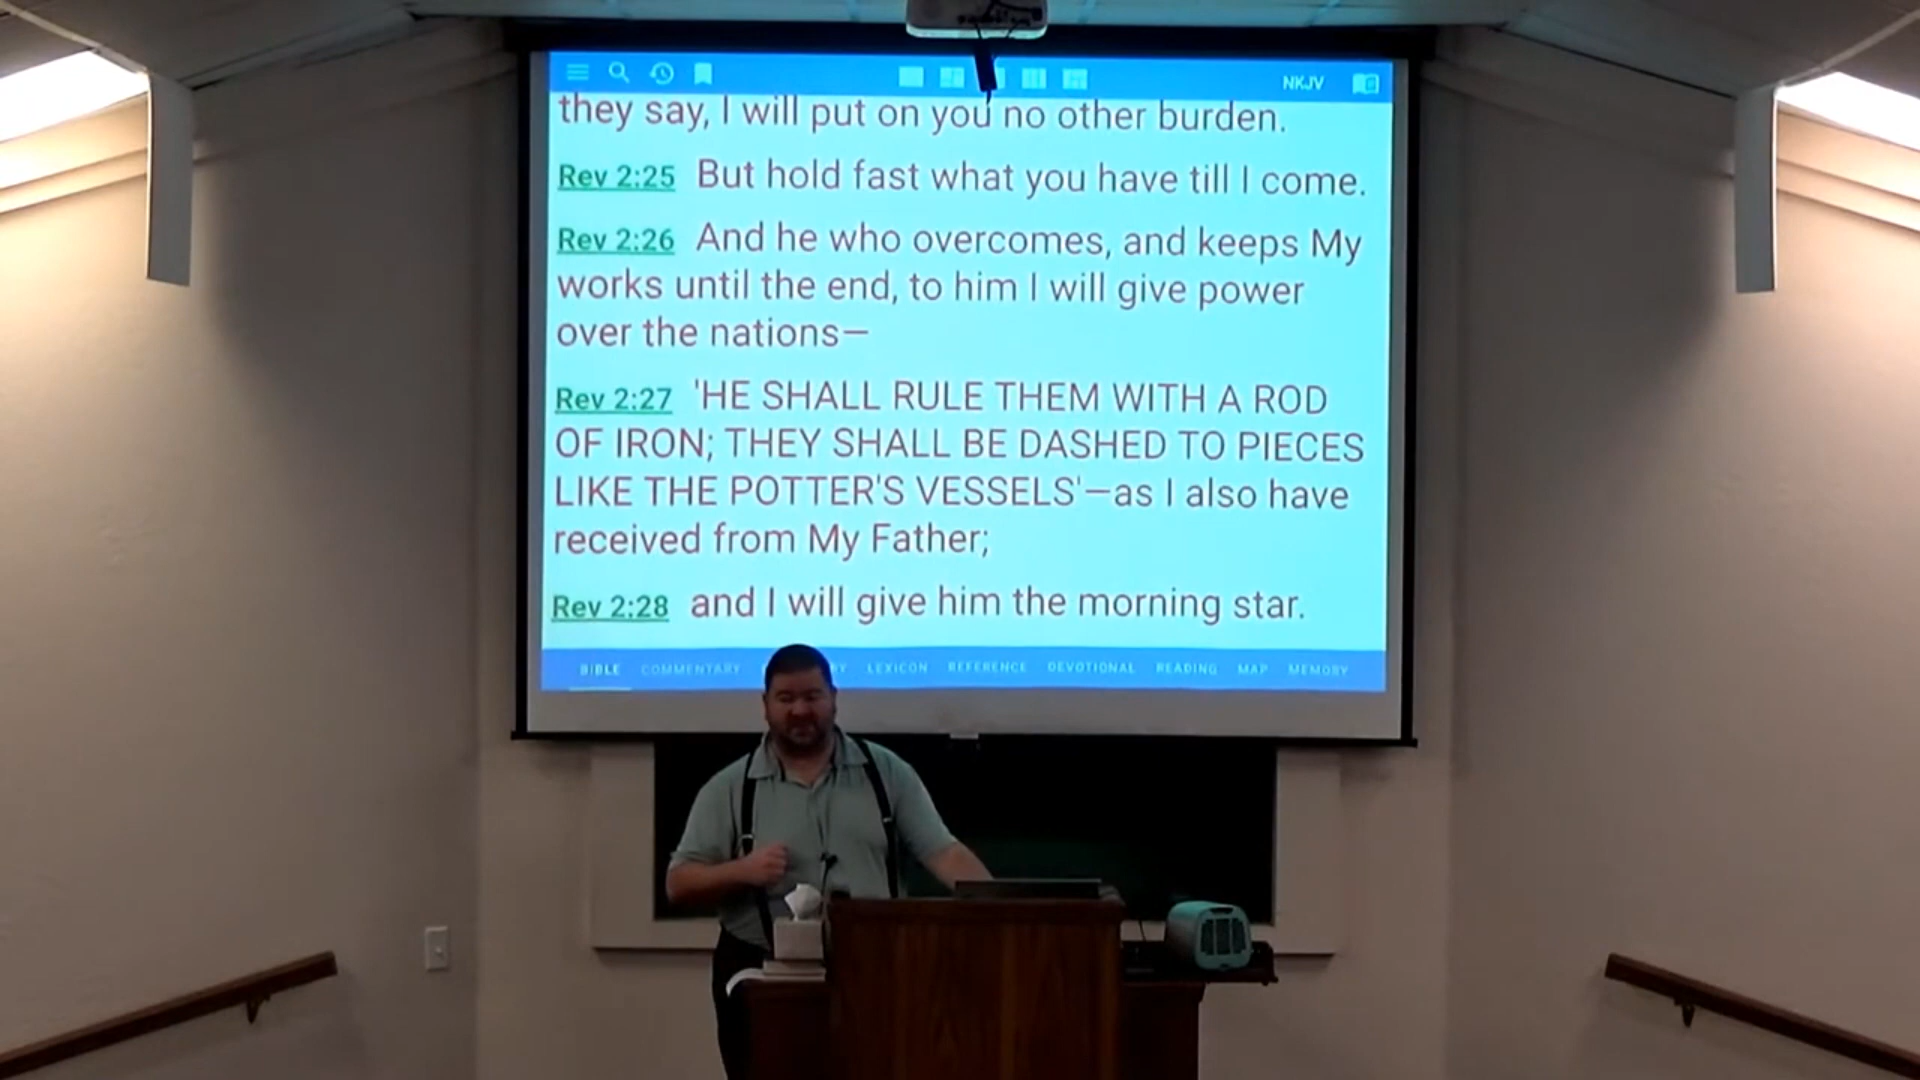 NKJV
they say, I will put on you no other burden.
Rev 2:25 But hold fast what you have till I come.
Rev 2:26 And he who overcomes, and keeps My
works until the end, to him I will give power
over the nations—
Rev 2:27 'HE SHALL RULE THEM WITH A ROD
OF IRON; THEY SHALL BE DASHED TO PIECES
LIKE THE POTTER'S VESSELS'—as I also have
received from My Father;
Rev 2:28 and I will give him the morning star.
BIBLE COMMENTARY LEXICON REFERENCE DEVOTIONAL READING MAP MEMORY